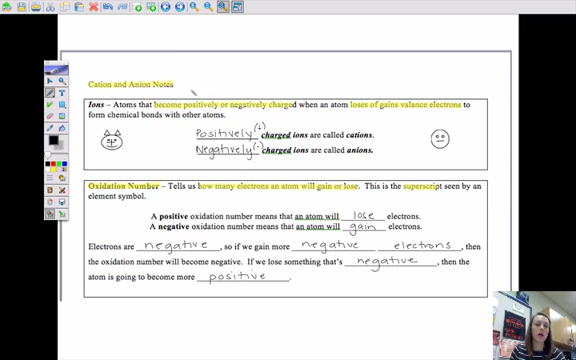 Cation and Anion Notes
Ions – Atoms that become positively or negatively charged when an atom loses of gains valance electrons to
form chemical bonds with other atoms.
Positively (+) charged ions are called cations.
Negatively (-) charged ions are called anions.
Oxidation Number – Tells us how many electrons an atom will gain or lose. This is the superscript seen by an
element symbol.
A positive oxidation number means that an atom will lose electrons.
A negative oxidation number means that an atom will gain electrons.
Electrons are negative, so if we gain more negative electrons, then
the oxidation number will become negative. If we lose something that's negative, then the
atom is going to become more positive.